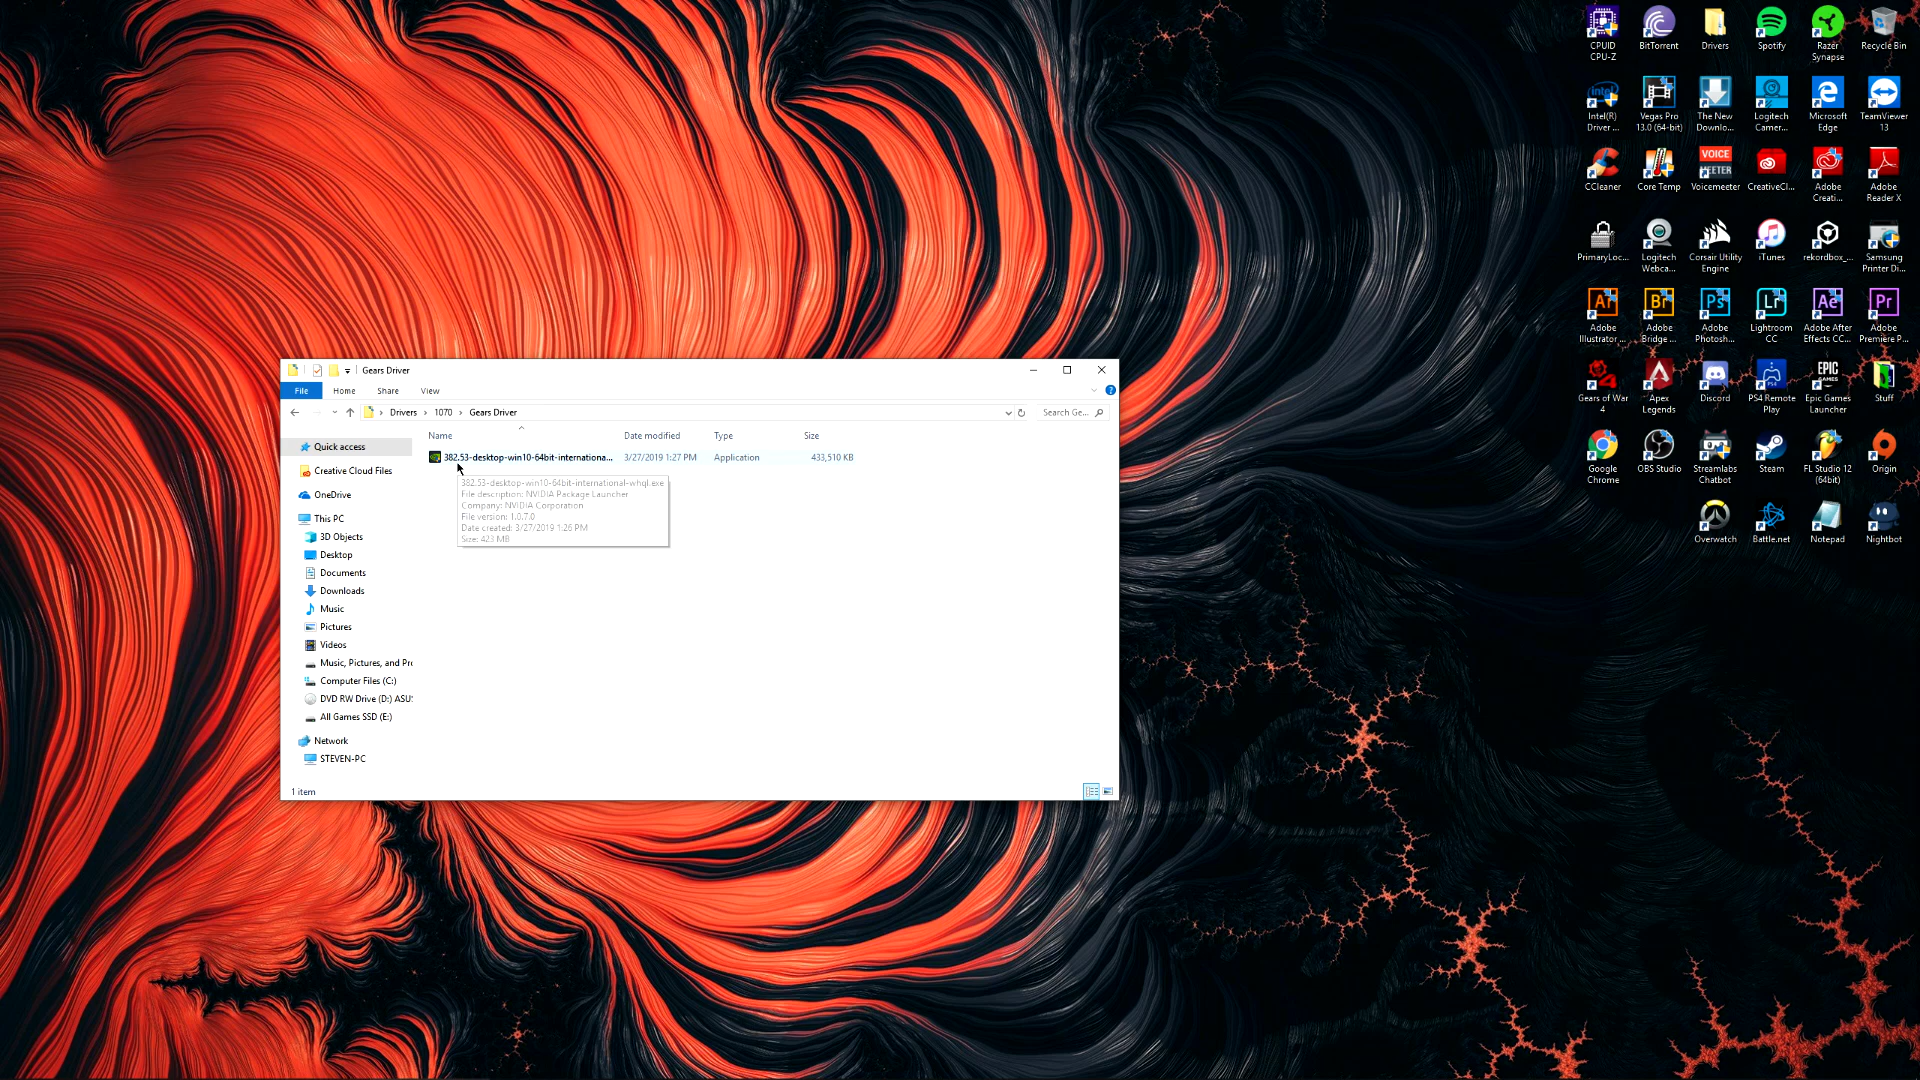 CPUID
CPU-Z
BitTorrent
Drivers
Spotify
Razer
Synapse
Recycle Bin
Intel(R)
Driver ...
Vegas Pro
13.0 (64-bit)
The New
Downlo...
Logitech
Camer...
Microsoft
Edge
TeamViewer
13
CCleaner
Core Temp
Voicemeeter
CreativeCl...
Adobe
Creati...
Adobe
Reader X
PrimaryLoc...
Logitech
Webca...
Corsair Utility
Engine
iTunes
rekordbox_...
Samsung
Printer Di...
Adobe
Illustrator ...
Adobe
Bridge ...
Adobe
Photosh...
Lightroom
CC
Adobe After
Effects CC...
Adobe
Premiere P...
Gears of War
4
Apex
Legends
Discord
PS4 Remote
Play
Epic Games
Launcher
Stuff
Google
Chrome
OBS Studio
Streamlabs
Chatbot
Steam
FL Studio 12
(64bit)
Origin
Overwatch
Battle.net
Notepad
Nightbot
Gears Driver
File Home Share View
Drivers 1070 Gears Driver
Search Ge...
Name Date modified Type Size
382.53-desktop-win10-64bit-internationa... 3/27/2019 1:27 PM Application 433,510 KB
382.53-desktop-win10-64bit-international-whql.exe
File description: NVIDIA Package Launcher
Company: NVIDIA Corporation
File version: 1.0.7.0
Date created: 3/27/2019 1:26 PM
Size: 423 MB
Quick access
Creative Cloud Files
OneDrive
This PC
3D Objects
Desktop
Documents
Downloads
Music
Pictures
Videos
Music, Pictures, and Pro
Computer Files (C:)
DVD RW Drive (D:) ASUS
All Games SSD (E:)
Network
STEVEN-PC
1 item